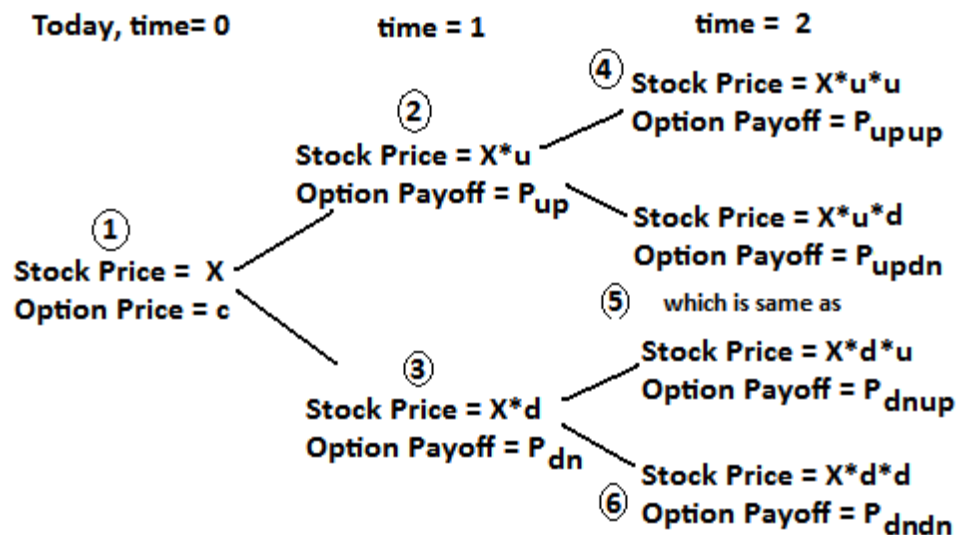 Today, time= 0
time = 1
time = 2
4
Stock Price = X*u*u
Option Payoff = Pupup
2
Stock Price = X*u
Option Payoff = Pup
Stock Price = X*u*d
Option Payoff = Pupdn
1
Stock Price = X
Option Price = c
5 which is same as
3
Stock Price = X*d
Option Payoff = Pdn
Stock Price = X*d*u
Option Payoff = Pdnup
Stock Price = X*d*d
6
Option Payoff = Pdndn